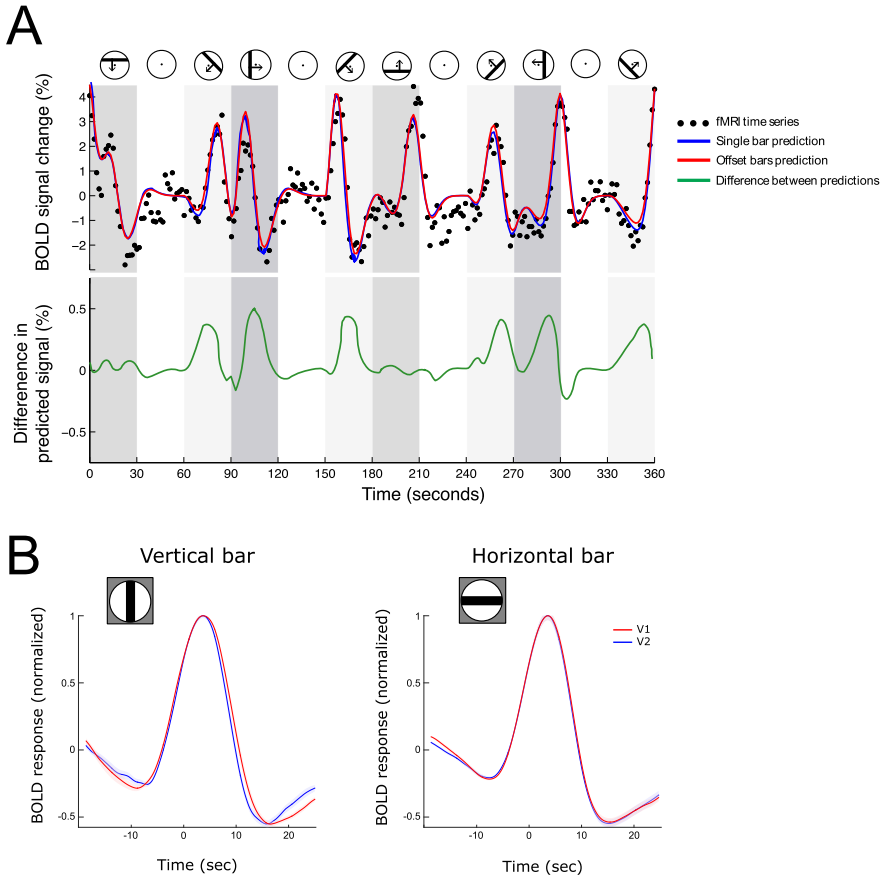 A
BOLD signal change (%)
4
3
2
1
0
−1
−2
fMRI time series
Single bar prediction
Offset bars prediction
Difference between predictions
Differenence in
predicted signal (%)
0.5
0
−0.5
0 30 60 90 120 150 180 210 240 270 300 330 360
Time (seconds)
B
Vertical bar
BOLD response (normalized)
1
0.5
0
-0.5
-10 0 10 20
Time (sec)
Horizontal bar
BOLD response (normalized)
1
0.5
0
-0.5
V1
V2
-10 0 10 20
Time (sec)